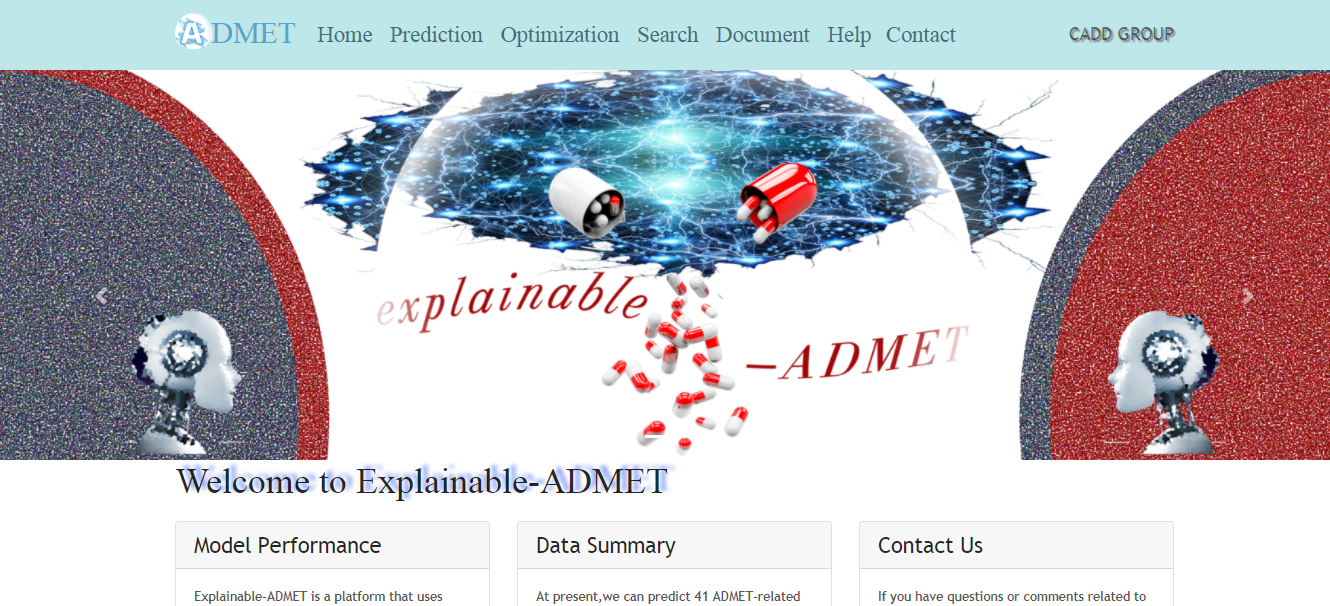 ADMET Home Prediction Optimization Search Document Help Contact CADD GROUP
explainable
–ADMET
Welcome to Explainable-ADMET
Model Performance
Data Summary
Contact Us
Explainable-ADMET is a platform that uses
At present,we can predict 41 ADMET-related
If you have questions or comments related to